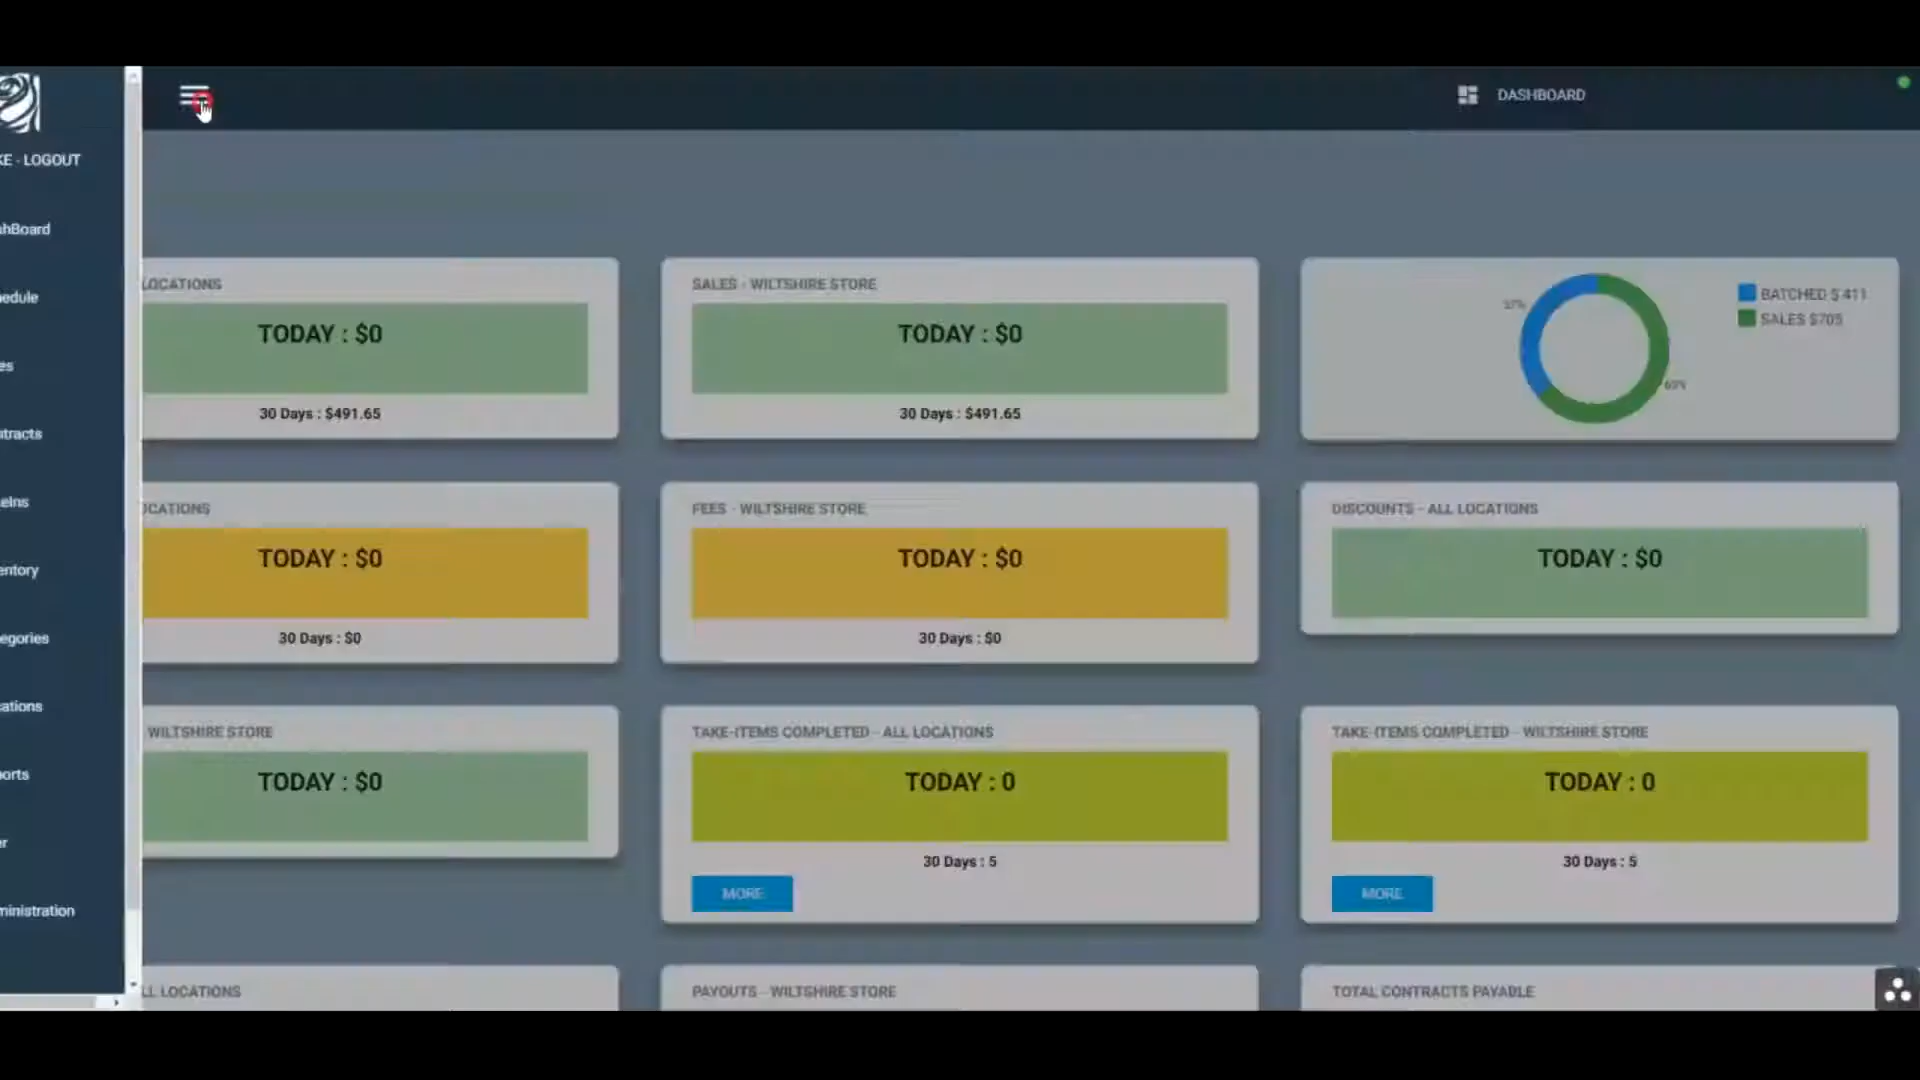 KE - LOGOUT
DASHBOARD
hBoard
edule
es
tracts
eIns
entory
egories
ations
orts
er
ministration
LOCATIONS
TODAY : $0
30 Days : $491.65
SALES - WILTSHIRE STORE
TODAY : $0
30 Days : $491.65
37%
63%
BATCHED $ 411
SALES $705
OCATIONS
TODAY : $0
30 Days : $0
FEES - WILTSHIRE STORE
TODAY : $0
30 Days : $0
DISCOUNTS - ALL LOCATIONS
TODAY : $0
WILTSHIRE STORE
TODAY : $0
TAKE-ITEMS COMPLETED - ALL LOCATIONS
TODAY : 0
30 Days : 5
MORE
TAKE-ITEMS COMPLETED - WILTSHIRE STORE
TODAY : 0
30 Days : 5
MORE
LL LOCATIONS
PAYOUTS - WILTSHIRE STORE
TOTAL CONTRACTS PAYABLE